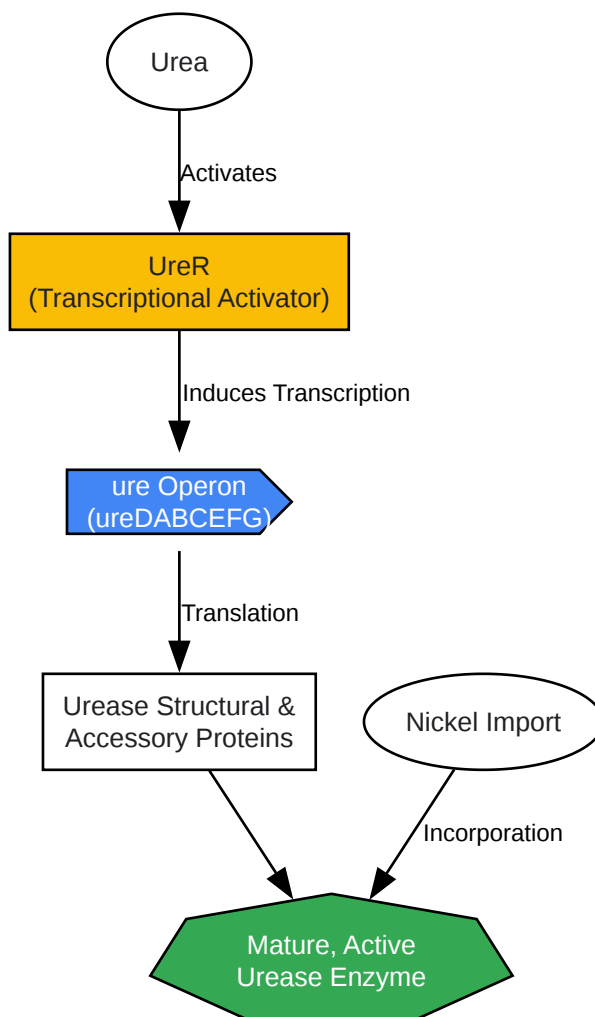 Urea
Activates
UreR
(Transcriptional Activator)
Induces Transcription
ure Operon
(ureDABCEFG)
Translation
Urease Structural &
Accessory Proteins
Nickel Import
Incorporation
Mature, Active
Urease Enzyme